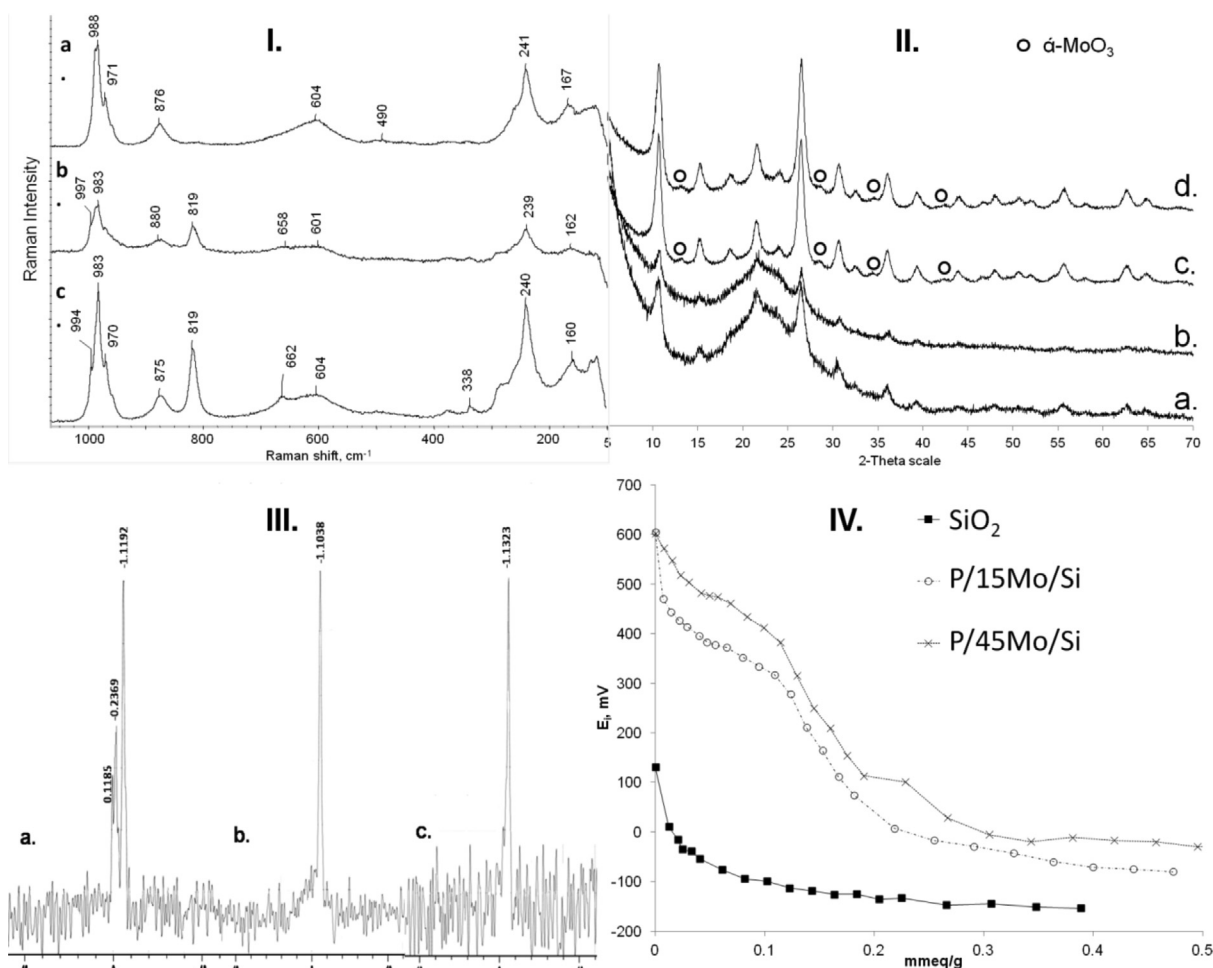 I.
a
988
971
876
604
490
241
167
b
997
983
880
819
658
601
239
162
c
994
983
970
875
819
662
604
338
240
160
Raman Intensity
1000 800 600 400 200
Raman shift, cm-1
II.
ά-MoO3
d.
c.
b.
a.
5 10 15 20 25 30 35 40 45 50 55 60 65 70
2-Theta scale
III.
a.
0.1185
-0.2369
-1.1192
b.
-1.1038
c.
-1.1323
IV.
SiO2
P/15Mo/Si
P/45Mo/Si
Ei, mV
700
600
500
400
300
200
100
0
-100
-200
0 0.1 0.2 0.3 0.4 0.5
mmeq/g